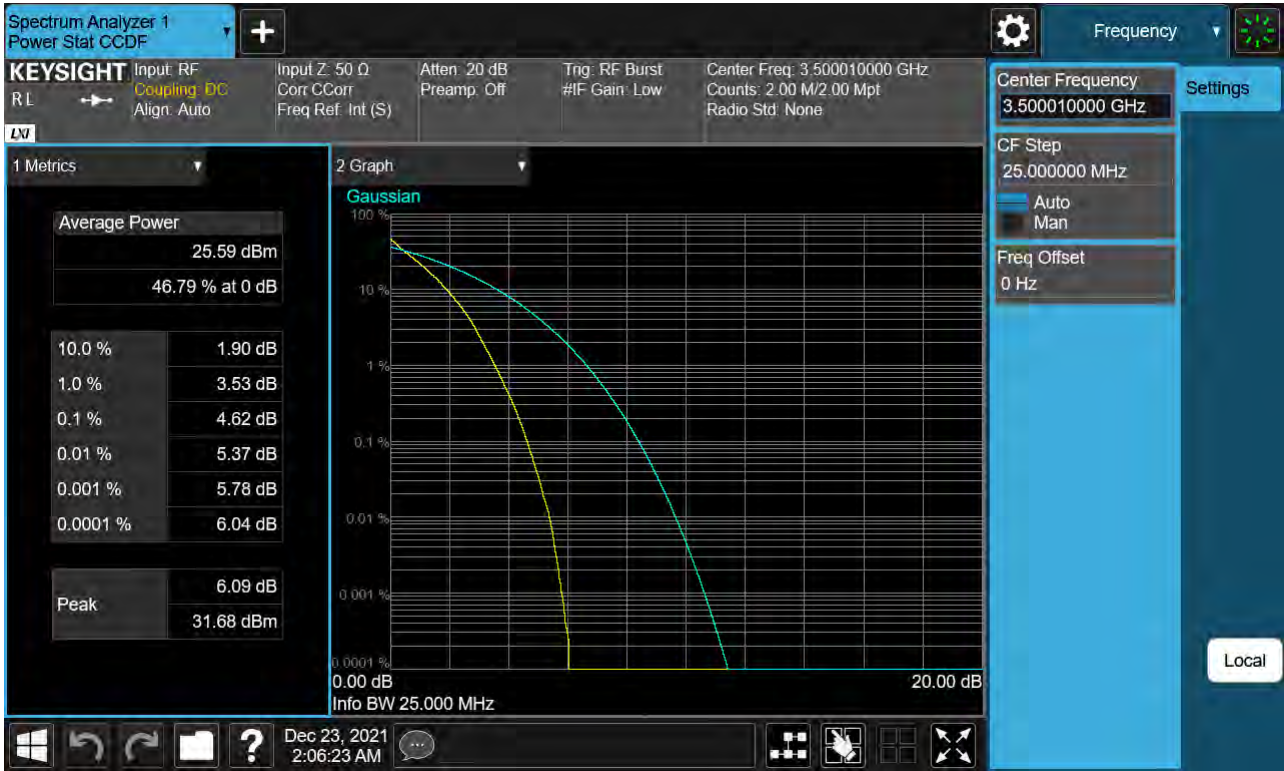 Spectrum Analyzer 1
Power Stat CCDF
Frequency
KEYSIGHT
RL
LXI
Input: RF
Coupling: DC
Align: Auto
Input Z: 50 Ω
Corr CCorr
Freq Ref: Int (S)
Atten: 20 dB
Preamp: Off
Trig: RF Burst
#IF Gain: Low
Center Freq: 3.500010000 GHz
Counts: 2.00 M/2.00 Mpt
Radio Std: None
1 Metrics
Average Power
25.59 dBm
46.79 % at 0 dB
10.0 % 1.90 dB
1.0 % 3.53 dB
0.1 % 4.62 dB
0.01 % 5.37 dB
0.001 % 5.78 dB
0.0001 % 6.04 dB
Peak
6.09 dB
31.68 dBm
2 Graph
Gaussian
100 %
10 %
1 %
0.1 %
0.01 %
0.001 %
0.0001 %
0.00 dB 20.00 dB
Info BW 25.000 MHz
Center Frequency
3.500010000 GHz
CF Step
25.000000 MHz
Auto
Man
Freq Offset
0 Hz
Settings
Local
?
Dec 23, 2021
2:06:23 AM